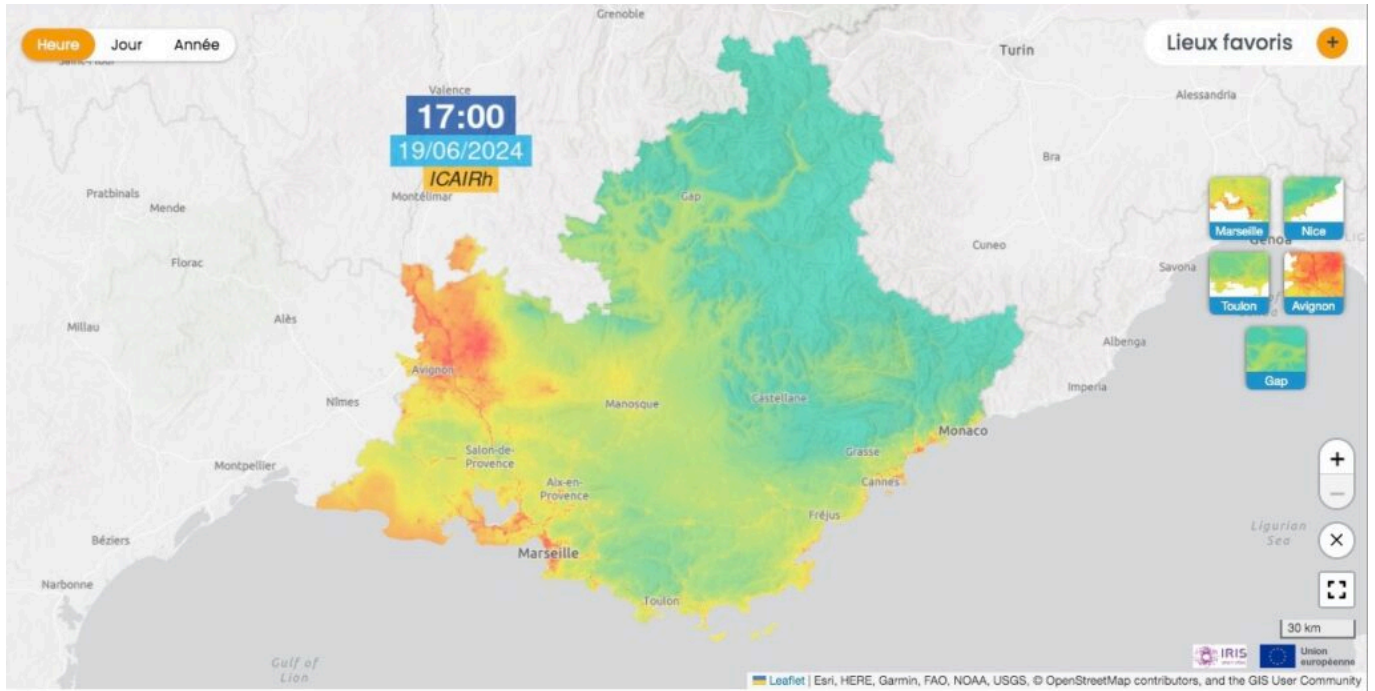 Heure Jour Année
Lieux favoris +
Grenoble
Turin
Valence
Alessandria
17:00
19/06/2024
ICAIRh
Bra
Montélimar
Gap
Pratbinals
Mende
Marseille Nice
Cuneo
Genoa
Florac
Savona
Toulon Avignon
Alès
Millau
Albenga
Avignon
Gap
Imperia
Nîmes
Manosque
Castellane
Monaco
Salon-de-
Provence
Grasse
Montpellier
Aix-en-
Provence
Cannes
+
−
Fréjus
Ligurian
Sea
Béziers
Marseille
Narbonne
Toulon
30 km
Gulf of
Lion
IRIS
Union
européenne
Leaflet | Esri, HERE, Garmin, FAO, NOAA, USGS, © OpenStreetMap contributors, and the GIS User Community